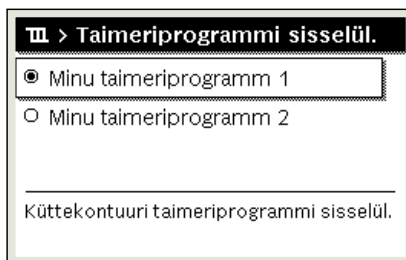 > Taimeriprogrammi sisselül.
Minu taimeriprogramm 1
Minu taimeriprogramm 2
Küttekontuuri taimeriprogrammi sisselül.